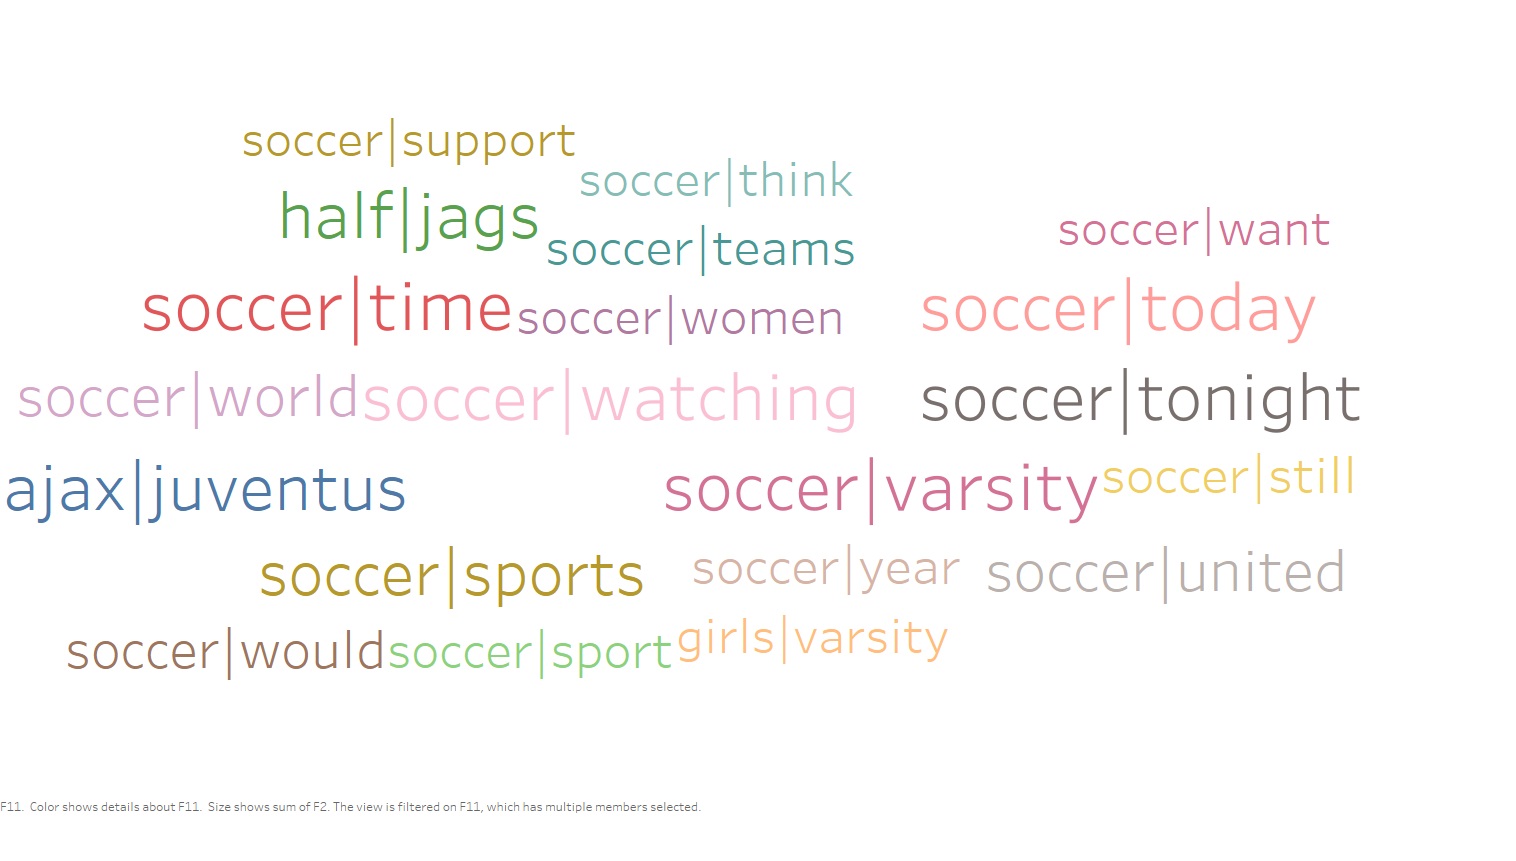 soccer|support
soccer|think
half|jags
soccer|want
soccer|teams
soccer|time
soccer|women
soccer|today
soccer|world
soccer|watching
soccer|tonight
ajax|juventus
soccer|varsity
soccer|still
soccer|sports
soccer|year
soccer|united
soccer|would
soccer|sport
girls|varsity
F11. Color shows details about F11. Size shows sum of F2. The view is filtered on F11, which has multiple members selected.